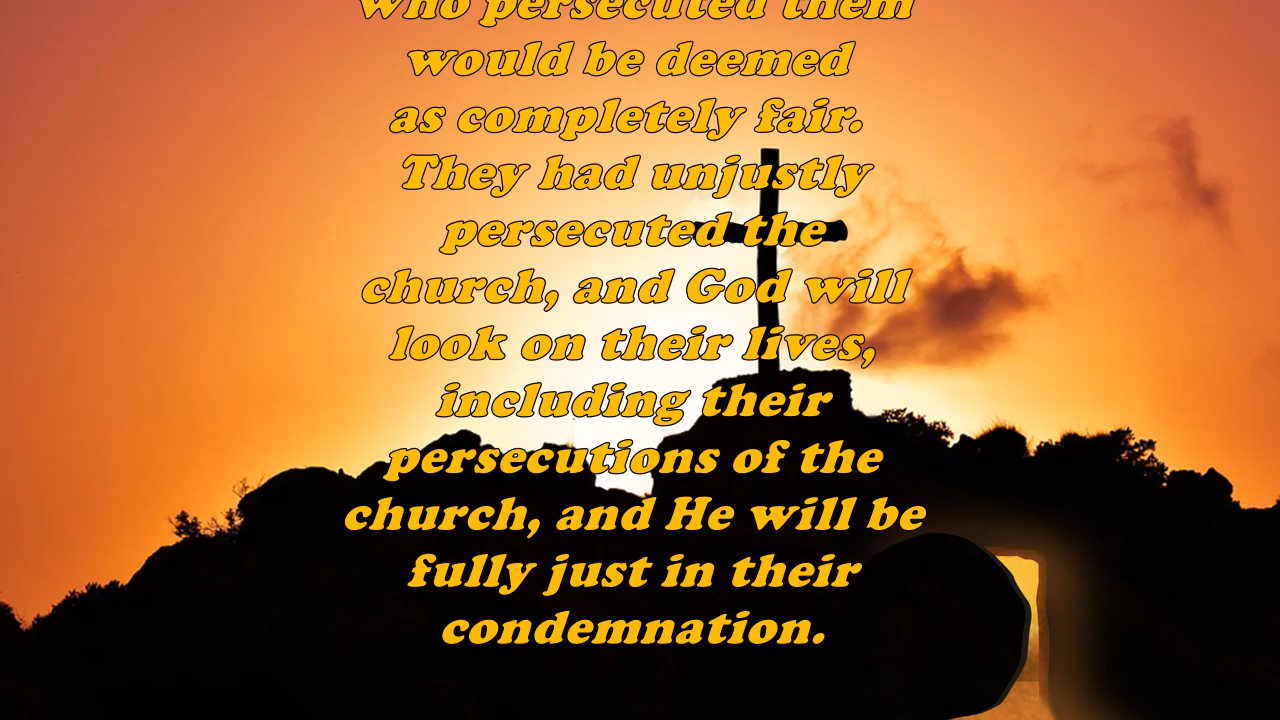 who persecuted them
would be deemed
as completely fair.
They had unjustly
persecuted the
church, and God will
look on their lives,
including their
persecutions of the
church, and He will be
fully just in their
condemnation.